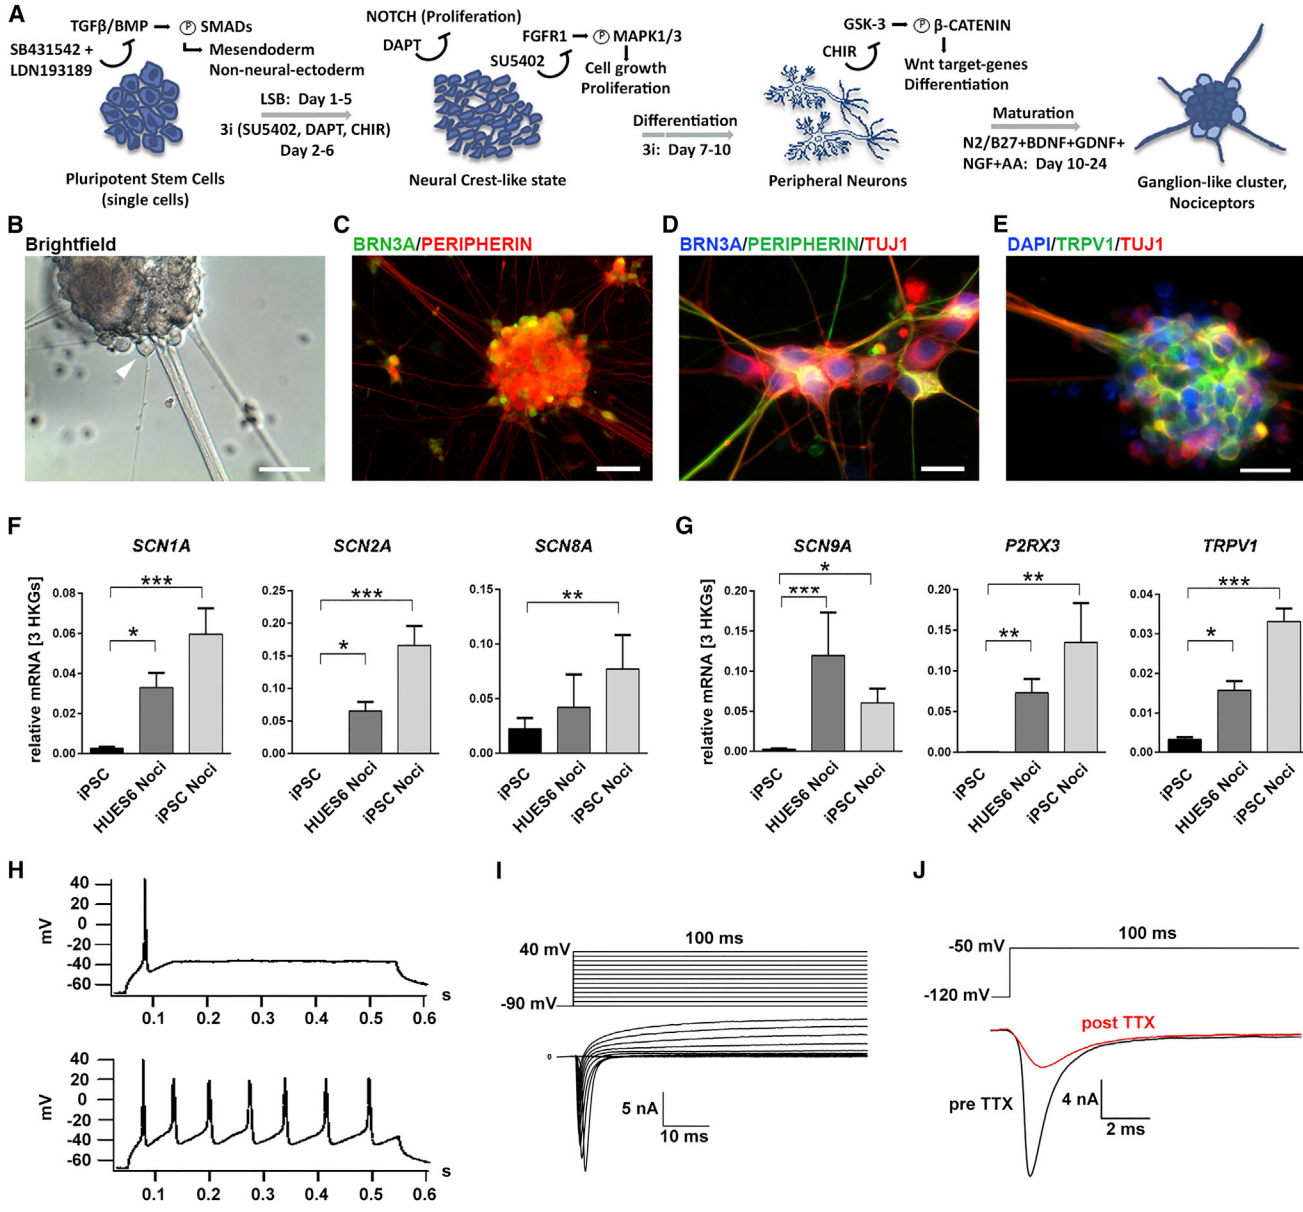 A
TGFβ/BMP
P
SMADs
SB431542 +
LDN193189
Mesendoderm
Non-neural-ectoderm
LSB: Day 1-5
3i (SU5402, DAPT, CHIR)
Day 2-6
Pluripotent Stem Cells
(single cells)
NOTCH (Proliferation)
DAPT
FGFR1
P
MAPK1/3
SU5402
Cell growth
Proliferation
Neural Crest-like state
Differentiation
3i: Day 7-10
GSK-3
P
β-CATENIN
CHIR
Wnt target-genes
Differentiation
Peripheral Neurons
Maturation
N2/B27+BDNF+GDNF+
NGF+AA: Day 10-24
Ganglion-like cluster,
Nociceptors
B
Brightfield
C
BRN3A/PERIPHERIN
D
BRN3A/PERIPHERIN/TUJ1
E
DAPI/TRPV1/TUJ1
F
relative mRNA [3 HKGs]
SCN1A
***
*
0.08
0.06
0.04
0.02
0.00
iPSC
HUES6 Noci
iPSC Noci
SCN2A
***
*
0.25
0.20
0.15
0.10
0.05
0.00
iPSC
HUES6 Noci
iPSC Noci
SCN8A
**
0.15
0.10
0.05
0.00
iPSC
HUES6 Noci
iPSC Noci
G
relative mRNA [3 HKGs]
SCN9A
*
***
0.20
0.15
0.10
0.05
0.00
iPSC
HUES6 Noci
iPSC Noci
P2RX3
**
**
0.20
0.15
0.10
0.05
0.00
iPSC
HUES6 Noci
iPSC Noci
TRPV1
***
*
0.04
0.03
0.02
0.01
0.00
iPSC
HUES6 Noci
iPSC Noci
H
mV
40
20
0
-20
-40
-60
0.1 0.2 0.3 0.4 0.5 0.6
s
mV
40
20
0
-20
-40
-60
0.1 0.2 0.3 0.4 0.5 0.6
s
I
100 ms
40 mV
-90 mV
0
5 nA
10 ms
J
100 ms
-50 mV
-120 mV
post TTX
pre TTX
4 nA
2 ms